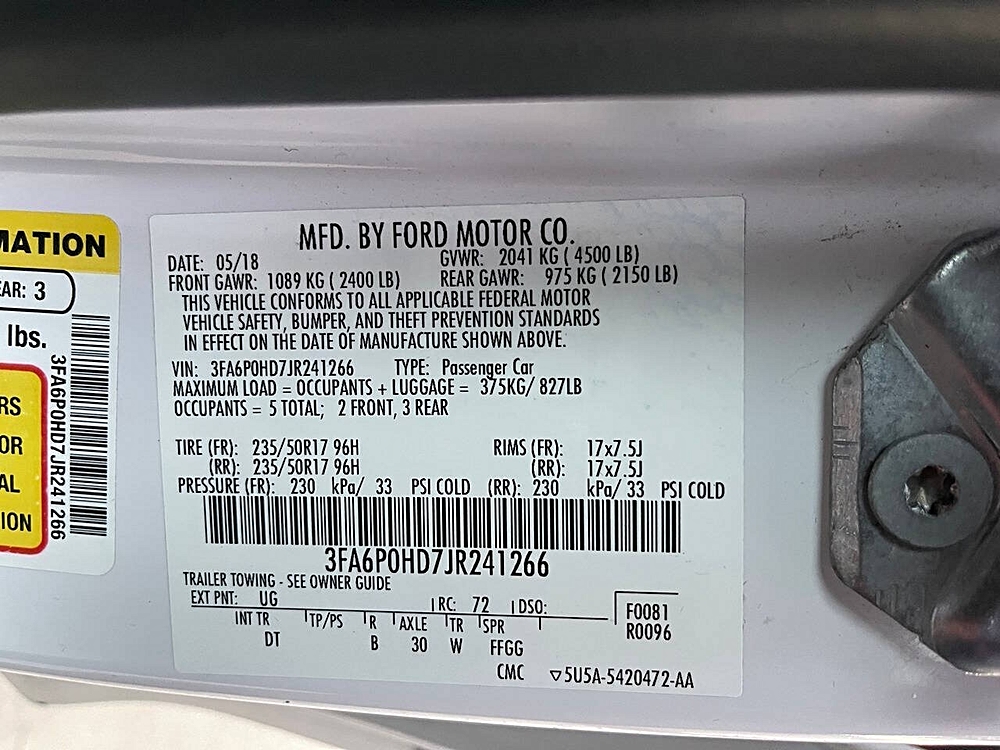 MATION
EAR: 3
lbs.
RS
OR
AL
ION
3FA6P0HD7JR241266
MFD. BY FORD MOTOR CO.
DATE: 05/18 GVWR: 2041 KG ( 4500 LB)
FRONT GAWR: 1089 KG ( 2400 LB) REAR GAWR: 975 KG ( 2150 LB)
THIS VEHICLE CONFORMS TO ALL APPLICABLE FEDERAL MOTOR
VEHICLE SAFETY, BUMPER, AND THEFT PREVENTION STANDARDS
IN EFFECT ON THE DATE OF MANUFACTURE SHOWN ABOVE.
VIN: 3FA6P0HD7JR241266 TYPE: Passenger Car
MAXIMUM LOAD = OCCUPANTS + LUGGAGE = 375KG/ 827LB
OCCUPANTS = 5 TOTAL; 2 FRONT, 3 REAR
TIRE (FR): 235/50R17 96H RIMS (FR): 17x7.5J
(RR): 235/50R17 96H (RR): 17x7.5J
PRESSURE (FR): 230 kPa/ 33 PSI COLD (RR): 230 kPa/ 33 PSI COLD
3FA6P0HD7JR241266
TRAILER TOWING - SEE OWNER GUIDE
EXT PNT: UG RC: 72 DSO: F0081
R0096
INT TR TP/PS R AXLE TR SPR
DT B 30 W FFGG
CMC ▽5U5A-5420472-AA